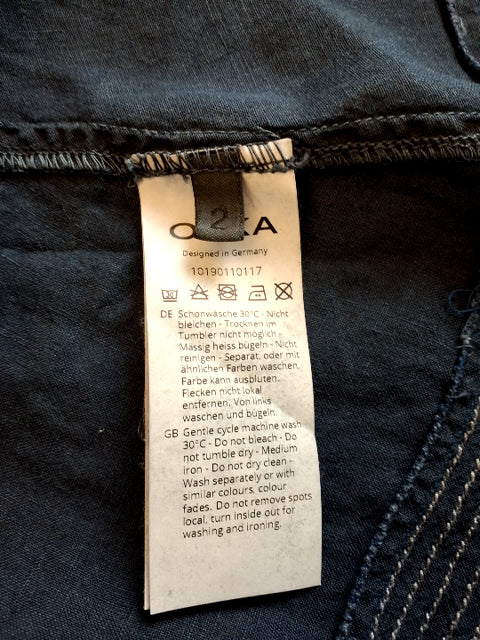 2
Designed in Germany
10190110117
DE Schonwäsche 30°C - Nicht
bleichen - Trocknen im
Tumbler nicht möglich -
Mässig heiss bügeln - Nicht
reinigen - Separat, oder mit
ähnlichen Farben waschen,
Farbe kann ausbluten.
Flecken nicht lokal
entfernen. Von links
waschen und bügeln.
GB Gentle cycle machine wash
30°C - Do not bleach - Do
not tumble dry - Medium
iron - Do not dry clean -
Wash separately or with
similar colours, colour
fades. Do not remove spots
local, turn inside out for
washing and ironing.